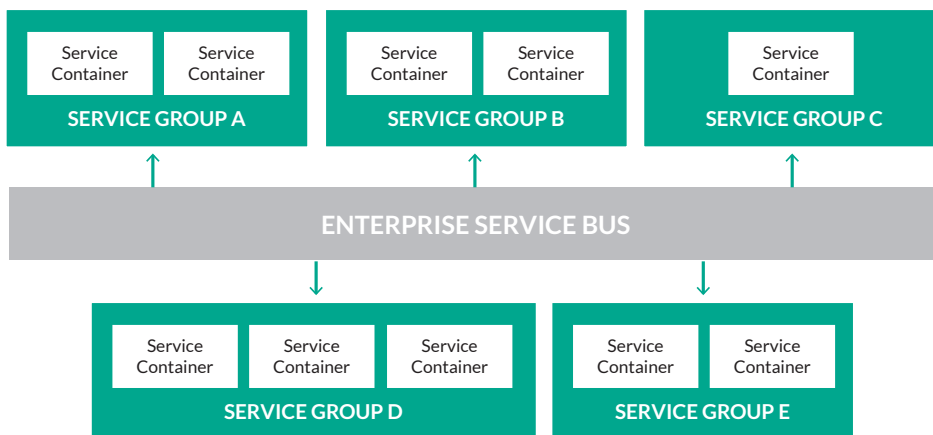 Service
Container
Service
Container
SERVICE GROUP A
Service
Container
Service
Container
SERVICE GROUP B
Service
Container
SERVICE GROUP C
ENTERPRISE SERVICE BUS
Service
Container
Service
Container
Service
Container
SERVICE GROUP D
Service
Container
Service
Container
SERVICE GROUP E